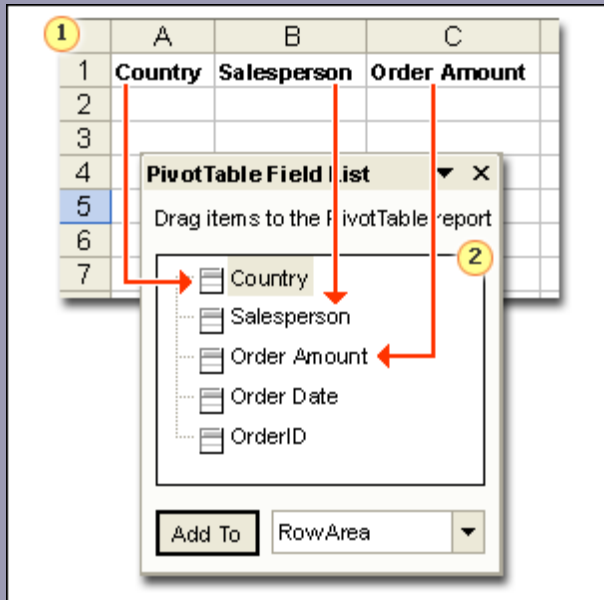 1
A B C
1 Country Salesperson Order Amount
2
3
4
5
6
7
PivotTable Field List
Drag items to the PivotTable report
2
Country
Salesperson
Order Amount
Order Date
OrderID
Add To RowArea